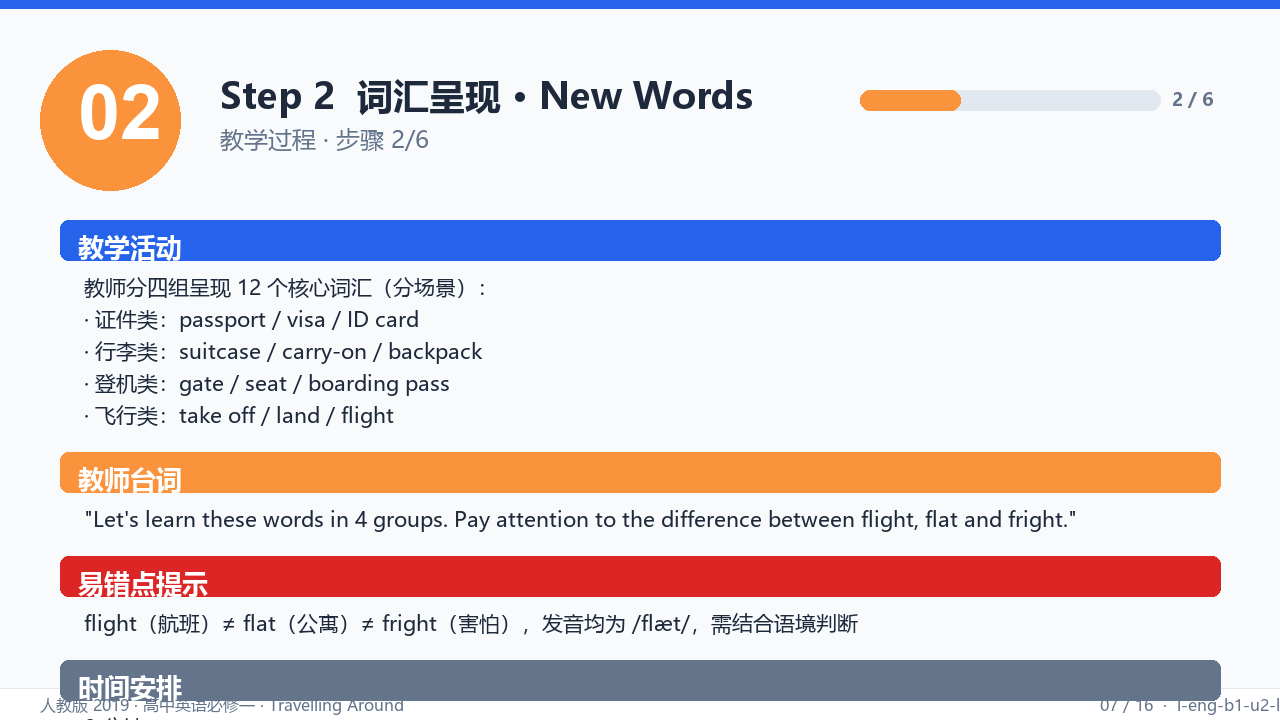 02
Step 2 词汇呈现 • New Words
2 / 6
教学过程 · 步骤 2/6
教学活动
教师分四组呈现 12 个核心词汇（分场景）:
· 证件类：passport / visa / ID card
· 行李类：suitcase / carry-on / backpack
· 登机类：gate / seat / boarding pass
· 飞行类：take off / land / flight
教师台词
"Let's learn these words in 4 groups. Pay attention to the difference between flight, flat and fright."
易错点提示
flight（航班）≠ flat（公寓）≠ fright（害怕）, 发音均为 /flæt/，需结合语境判断
时间安排
人教版 2019 · 高中英语必修一 · Travelling Around
07 / 16 · l-eng-b1-u2-l